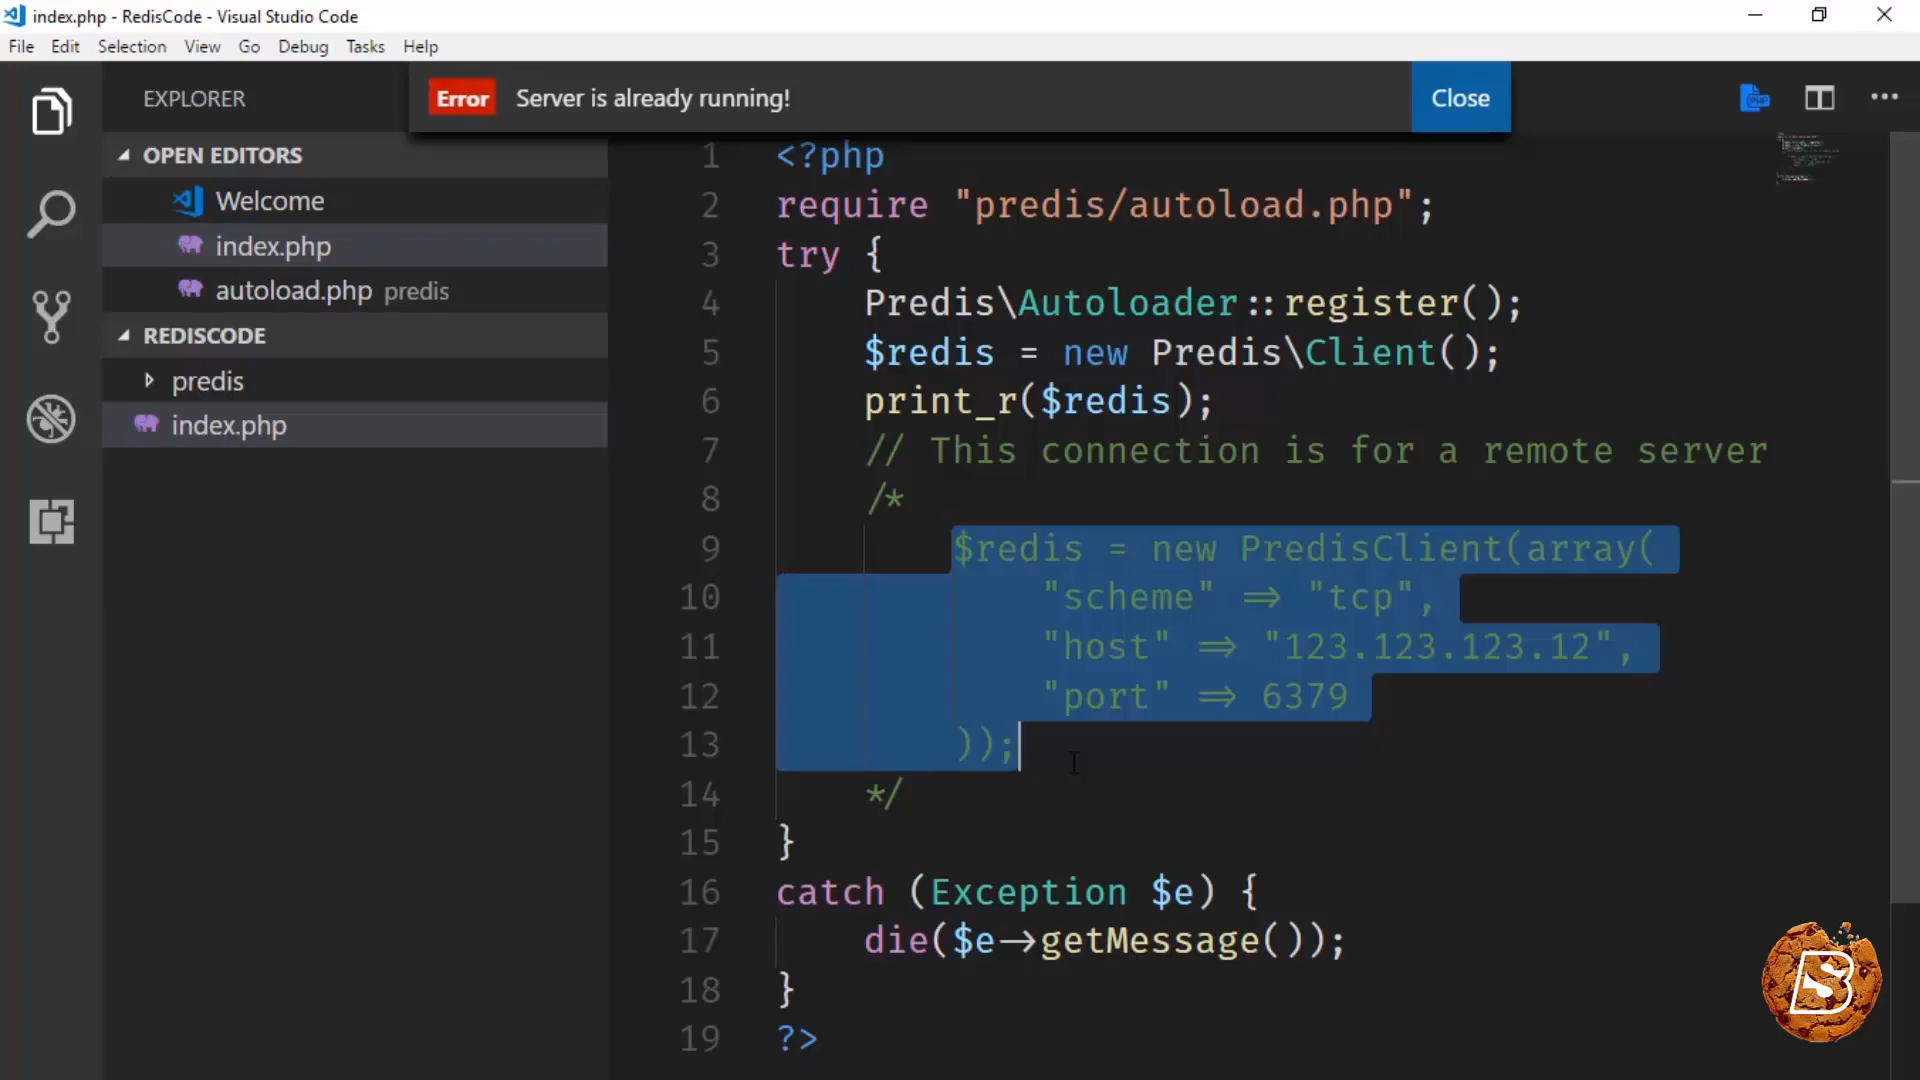 index.php - RedisCode - Visual Studio Code
File Edit Selection View Go Debug Tasks Help
EXPLORER
Error Server is already running! Close
OPEN EDITORS
Welcome
index.php
autoload.php predis
REDISCODE
predis
index.php
1 <?php
2 require "predis/autoload.php";
3 try {
4 Predis\Autoloader::register();
5 $redis = new Predis\Client();
6 print_r($redis);
7 // This connection is for a remote server
8 /*
9 $redis = new PredisClient(array(
10 "scheme" => "tcp",
11 "host" => "123.123.123.12",
12 "port" => 6379
13 ));
14 */
15 }
16 catch (Exception $e) {
17 die($e->getMessage());
18 }
19 ?>
B